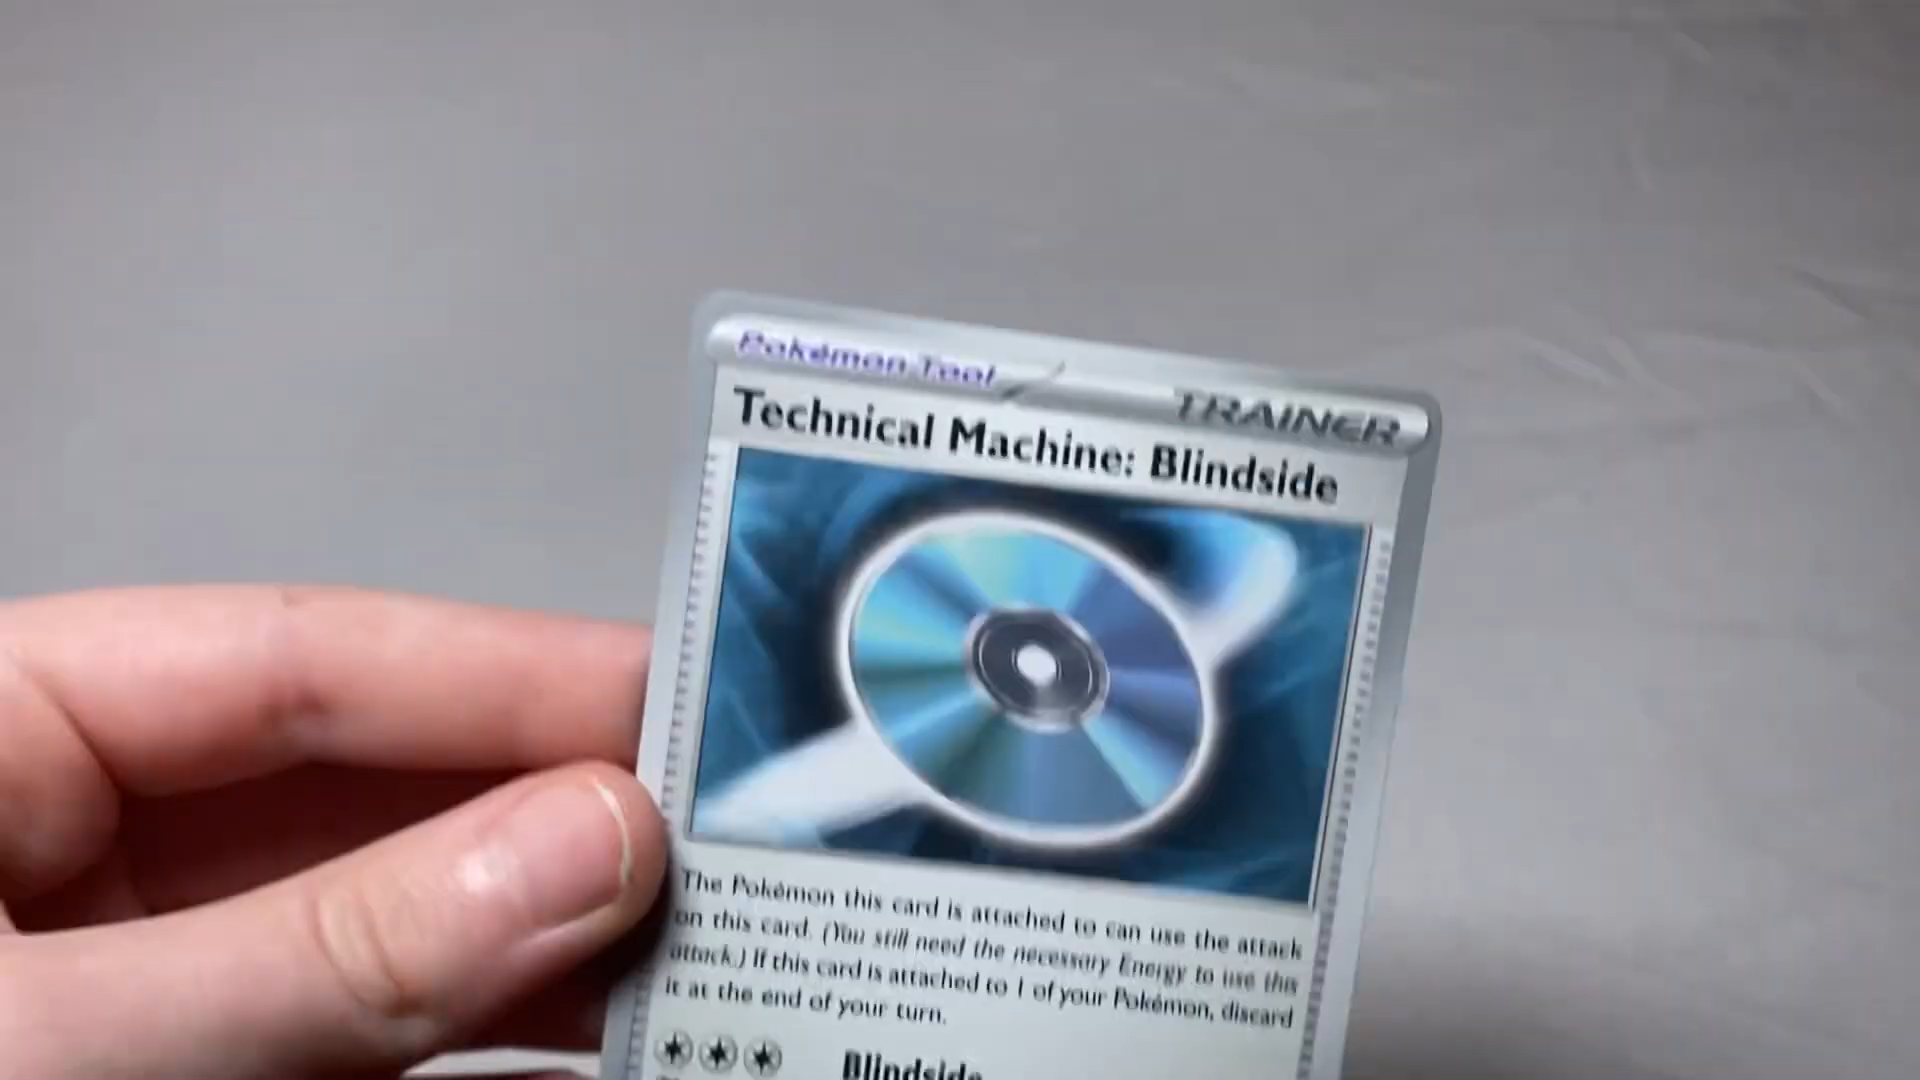 Pokémon Tool
TRAINER
Technical Machine: Blindside
The Pokémon this card is attached to can use the attack
on this card. (You still need the necessary Energy to use this
attack.) If this card is attached to 1 of your Pokémon, discard
it at the end of your turn.
Blindside